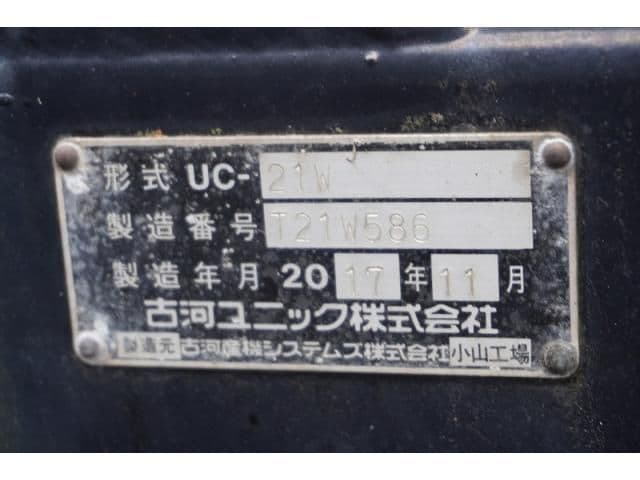 形式 UC- 21W
製造番号 T21W586
製造年月 2017年11月
古河ユニック株式会社
製造元 古河産機システムズ株式会社 小山工場